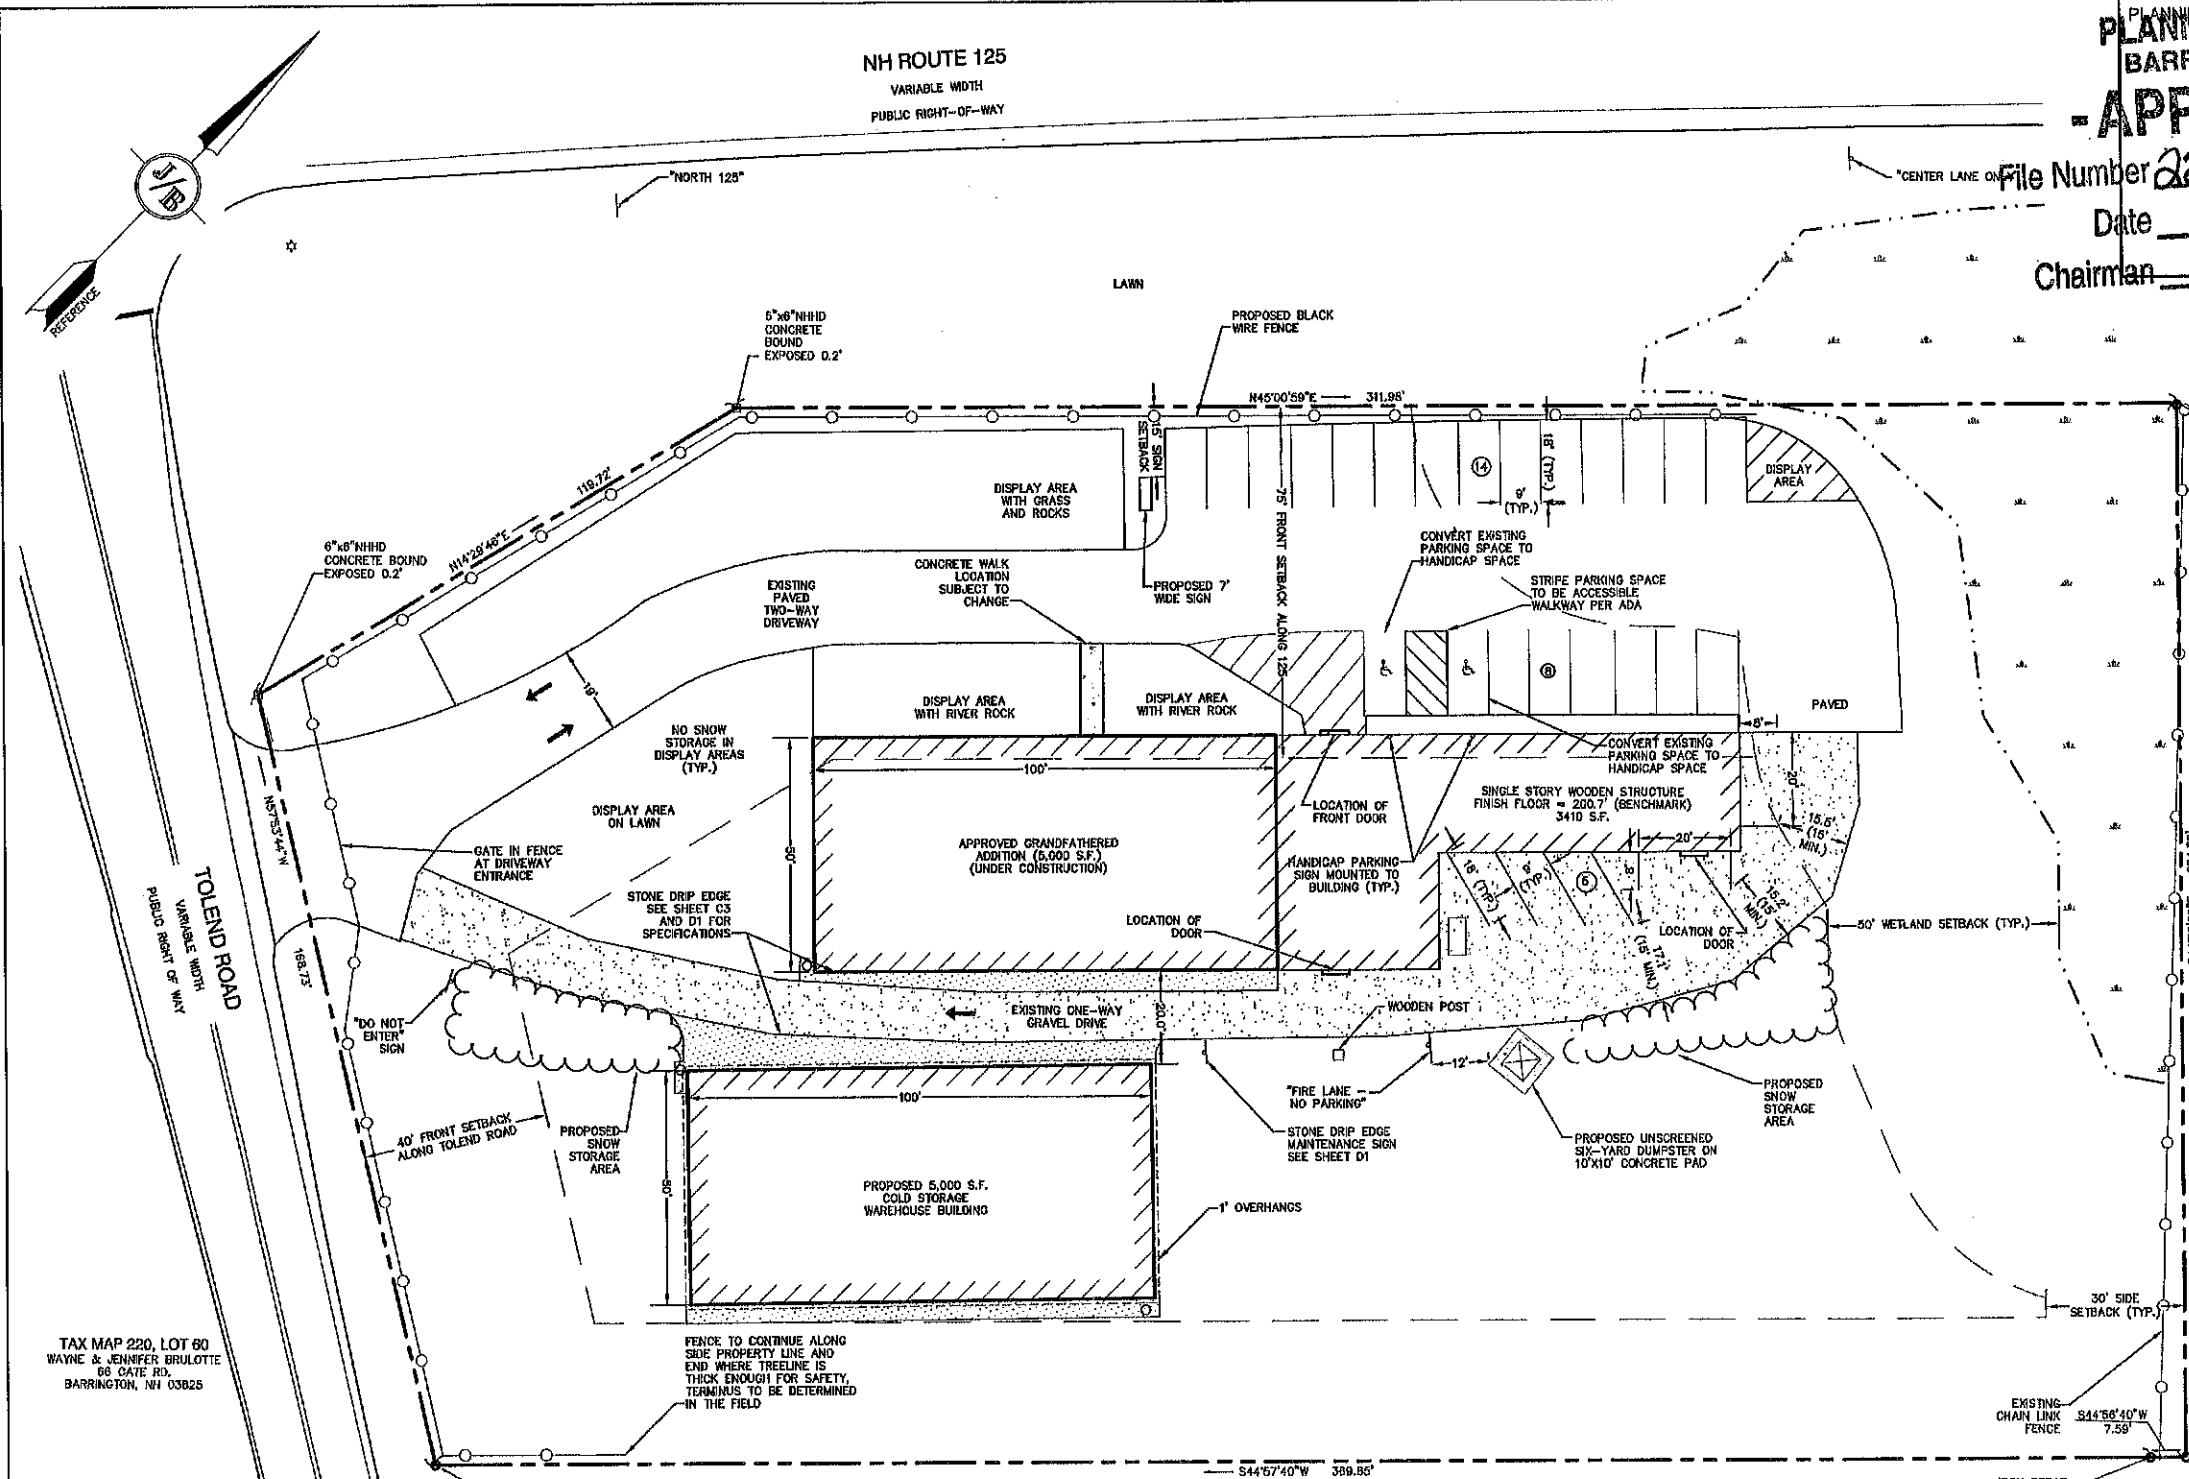 NH ROUTE 125
VARIABLE WIDTH
PUBLIC RIGHT-OF-WAY
-APP
File Number 22
Date
Chairman
J/B
REFERENCE
"NORTH 125"
"CENTER LANE
LAWN
6"x6"NHHD
CONCRETE
BOUND
EXPOSED 0.2'
PROPOSED BLACK
WIRE FENCE
N45°00'59"E 311.98'
15' SIGN
SETBACK
119.72'
N14°29'46"E
DISPLAY AREA
WITH GRASS
AND ROCKS
14
9'
(TYP.)
18' (TYP.)
DISPLAY
AREA
6"x6"NHHD
CONCRETE BOUND
EXPOSED 0.2'
CONCRETE WALK
LOCATION
SUBJECT TO
CHANGE
EXISTING
PAVED
TWO-WAY
DRIVEWAY
PROPOSED 7'
WIDE SIGN
75' FRONT SETBACK ALONG 125
CONVERT EXISTING
PARKING SPACE TO
HANDICAP SPACE
STRIPE PARKING SPACE
TO BE ACCESSIBLE
WALKWAY PER ADA
8
19'
NO SNOW
STORAGE IN
DISPLAY AREAS
(TYP.)
DISPLAY AREA
WITH RIVER ROCK
DISPLAY AREA
WITH RIVER ROCK
PAVED
8'
CONVERT EXISTING
PARKING SPACE TO
HANDICAP SPACE
100'
LOCATION OF
FRONT DOOR
SINGLE STORY WOODEN STRUCTURE
FINISH FLOOR = 200.7' (BENCHMARK)
3410 S.F.
20'
15.5'
(15'
MIN.)
DISPLAY AREA
ON LAWN
N57°53'44"W
GATE IN FENCE
AT DRIVEWAY
ENTRANCE
50'
APPROVED GRANDFATHERED
ADDITION (5,000 S.F.)
(UNDER CONSTRUCTION)
HANDICAP PARKING
SIGN MOUNTED TO
BUILDING (TYP.)
18' (TYP.)
9'
(TYP.)
8'
20'
15.2'
(15'
MIN.)
17.1'
(15' MIN.)
TOLEND ROAD
VARIABLE WIDTH
PUBLIC RIGHT OF WAY
STONE DRIP EDGE
SEE SHEET C3
AND D1 FOR
SPECIFICATIONS
LOCATION OF
DOOR
LOCATION OF
DOOR
50' WETLAND SETBACK (TYP.)
168.73'
EXISTING ONE-WAY
GRAVEL DRIVE
20.0'
WOODEN POST
"DO NOT
ENTER"
SIGN
12'
"FIRE LANE -
NO PARKING"
PROPOSED
SNOW
STORAGE
AREA
100'
40' FRONT SETBACK
ALONG TOLEND ROAD
PROPOSED
SNOW
STORAGE
AREA
50'
STONE DRIP EDGE
MAINTENANCE SIGN
SEE SHEET D1
PROPOSED UNSCREENED
SIX-YARD DUMPSTER ON
10'X10' CONCRETE PAD
PROPOSED 5,000 S.F.
COLD STORAGE
WAREHOUSE BUILDING
1' OVERHANGS
30' SIDE
SETBACK (TYP.)
TAX MAP 220, LOT 60
WAYNE & JENNIFER BRULOTTE
BARRINGTON, NH 03825
FENCE TO CONTINUE ALONG
SIDE PROPERTY LINE AND
END WHERE TREELINE IS
THICK ENOUGH FOR SAFETY,
TERMINUS TO BE DETERMINED
IN THE FIELD
EXISTING
CHAIN LINK
FENCE
S44°56'40"W
7.59'
S44°57'40"W 369.85'